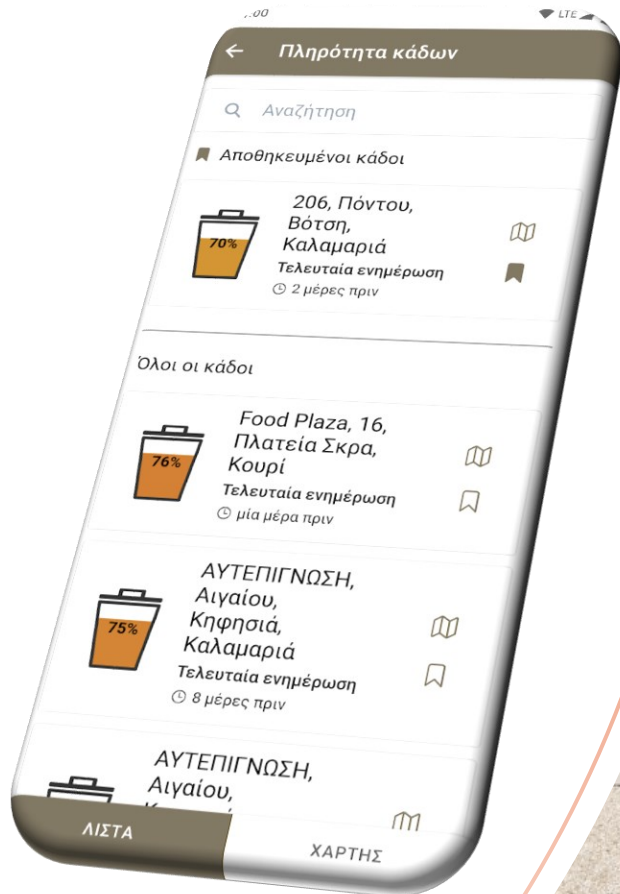 LTE
Πληρότητα κάδων
Αναζήτηση
Αποθηκευμένοι κάδοι
70%
206, Πόντου,
Βότση,
Καλαμαριά
Τελευταία ενημέρωση
2 μέρες πριν
Όλοι οι κάδοι
76%
Food Plaza, 16,
Πλατεία Σκρα,
Κουρί
Τελευταία ενημέρωση
μία μέρα πριν
75%
ΑΥΤΕΠΙΓΝΩΣΗ,
Αιγαίου,
Κηφησιά,
Καλαμαριά
Τελευταία ενημέρωση
8 μέρες πριν
ΑΥΤΕΠΙΓΝΩΣΗ,
Αιγαίου,
ΛΙΣΤΑ
ΧΑΡΤΗΣ